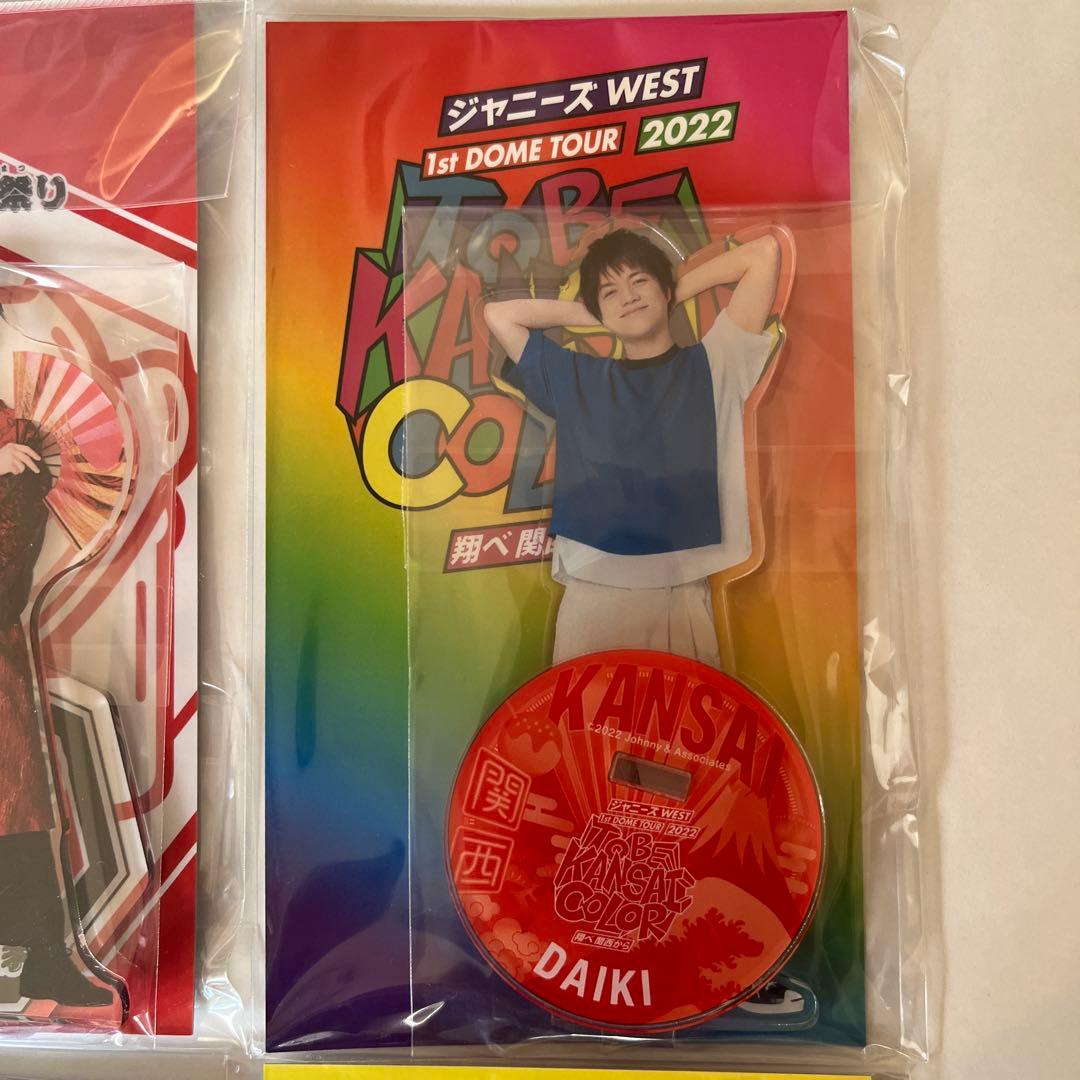 祭り
ジャニーズ WEST
1st DOME TOUR 2022
TO BE
KANSAI
COLOR
翔べ 関
KANSAI
c2022 Johnny & Associates
関西
ジャニーズ WEST
1st DOME TOUR 2022
TO BE
KANSAI
COLOR
翔べ 関西から
DAIKI